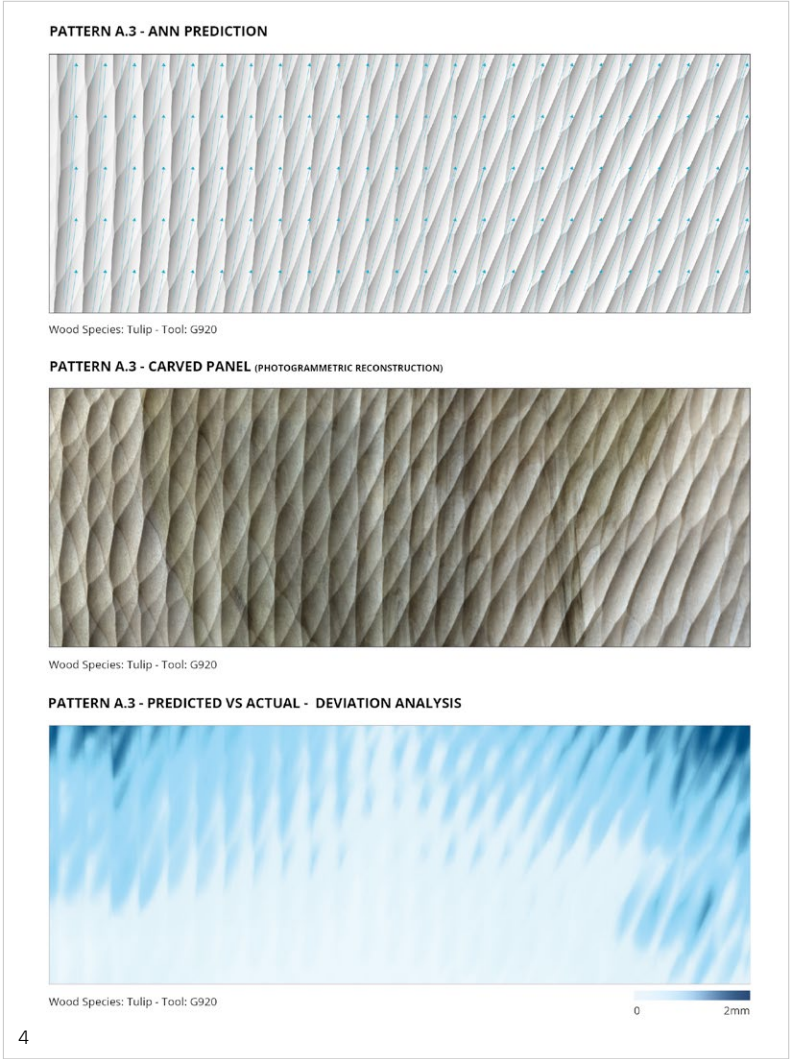 PATTERN A.3 - ANN PREDICTION
Wood Species: Tulip - Tool: G920
PATTERN A.3 - CARVED PANEL (PHOTOGRAMMETRIC RECONSTRUCTION)
Wood Species: Tulip - Tool: G920
PATTERN A.3 - PREDICTED VS ACTUAL - DEVIATION ANALYSIS
Wood Species: Tulip - Tool: G920
0 2mm
4